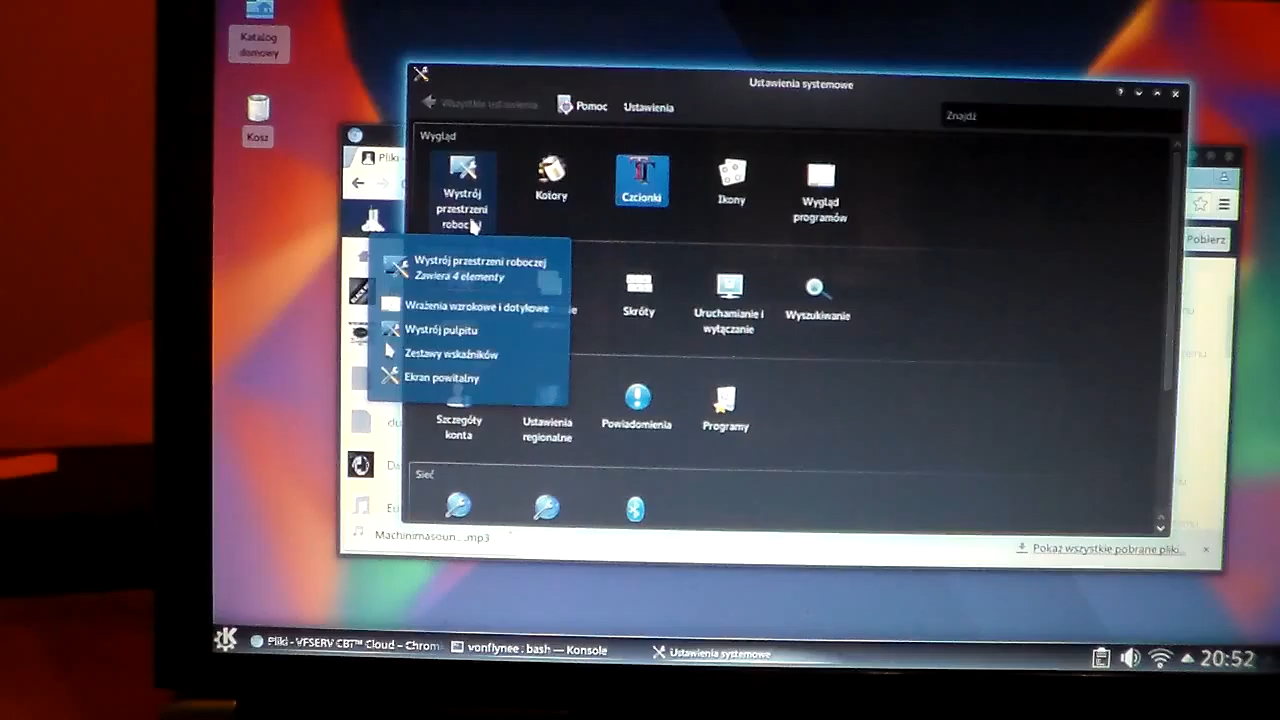 Katalog
domowy
Kosz
Ustawienia systemowe
Wszystkie ustawienia
Pomoc
Ustawienia
Znajdź
Wygląd
Wystrój
przestrzeni
Kolory
Czcionki
Ikony
Wygląd
programów
Wystrój przestrzeni roboczej
Zawiera 4 elementy
Wrażenia wzrokowe i dotykowe
Wystrój pulpitu
Zestawy wskaźników
Ekran powitalny
Skróty
Uruchamianie i
wyłączanie
Wyszukiwanie
Szczegóły
konta
Ustawienia
regionalne
Powiadomienia
Programy
Sieć
Pliki
Pobierz
Machinimasoun...mp3
Pokaż wszystkie pobrane pliki...
Pliki - VFSERV CBT™ Cloud - Chrom
vonflynee : bash — Konsole
Ustawienia systemowe
20:52